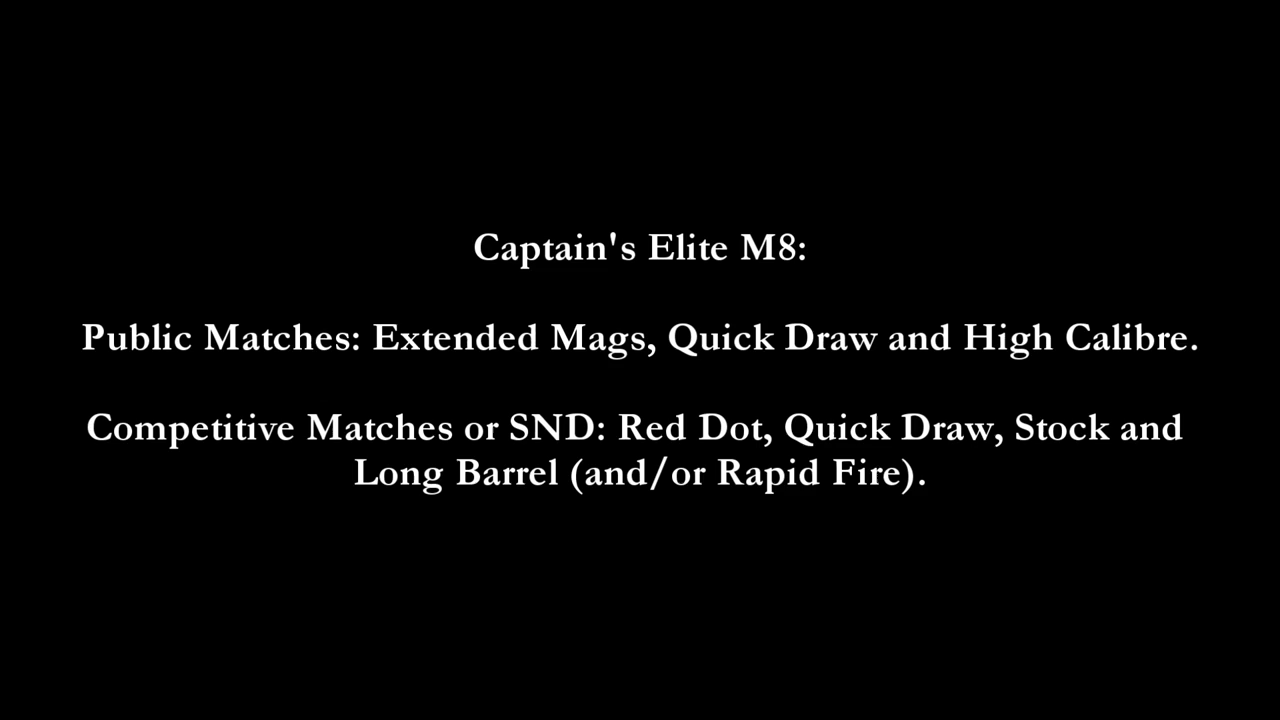 Captain's Elite M8:
Public Matches: Extended Mags, Quick Draw and High Calibre.
Competitive Matches or SND: Red Dot, Quick Draw, Stock and
Long Barrel (and/or Rapid Fire).